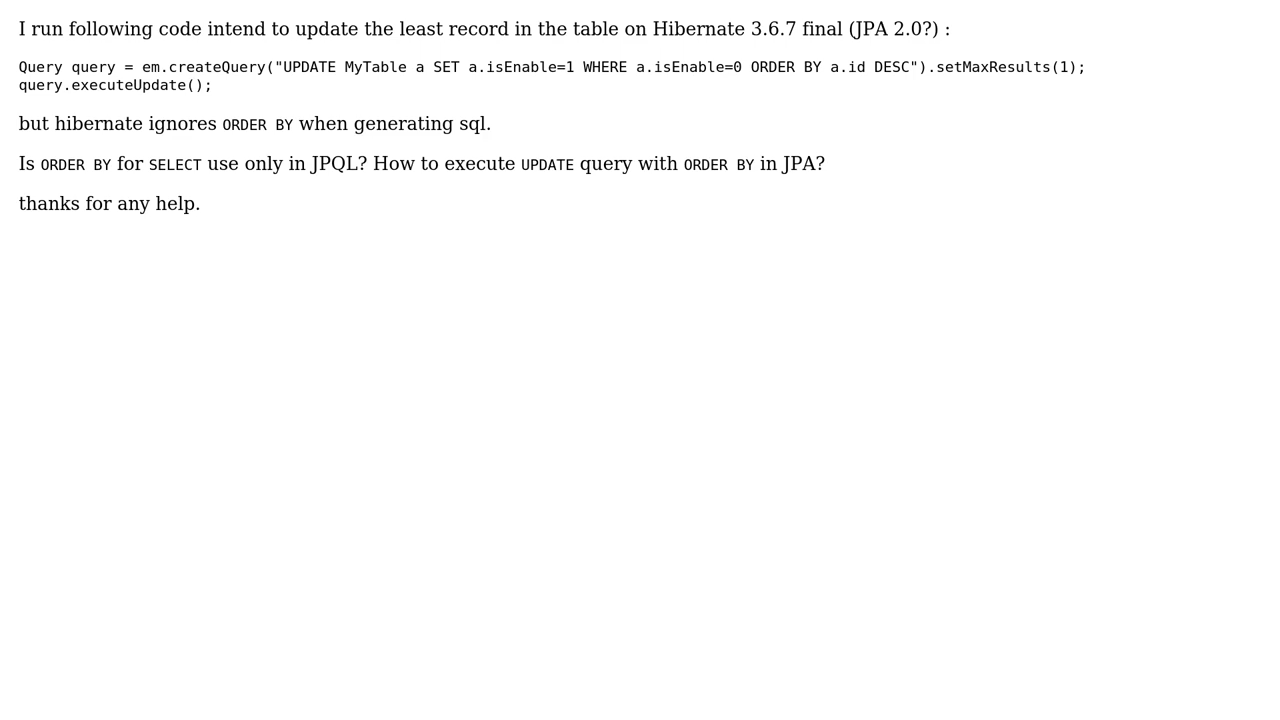 I run following code intend to update the least record in the table on Hibernate 3.6.7 final (JPA 2.0?) :
Query query = em.createQuery("UPDATE MyTable a SET a.isEnable=1 WHERE a.isEnable=0 ORDER BY a.id DESC").setMaxResults(1);
query.executeUpdate();
but hibernate ignores ORDER BY when generating sql.
Is ORDER BY for SELECT use only in JPQL? How to execute UPDATE query with ORDER BY in JPA?
thanks for any help.